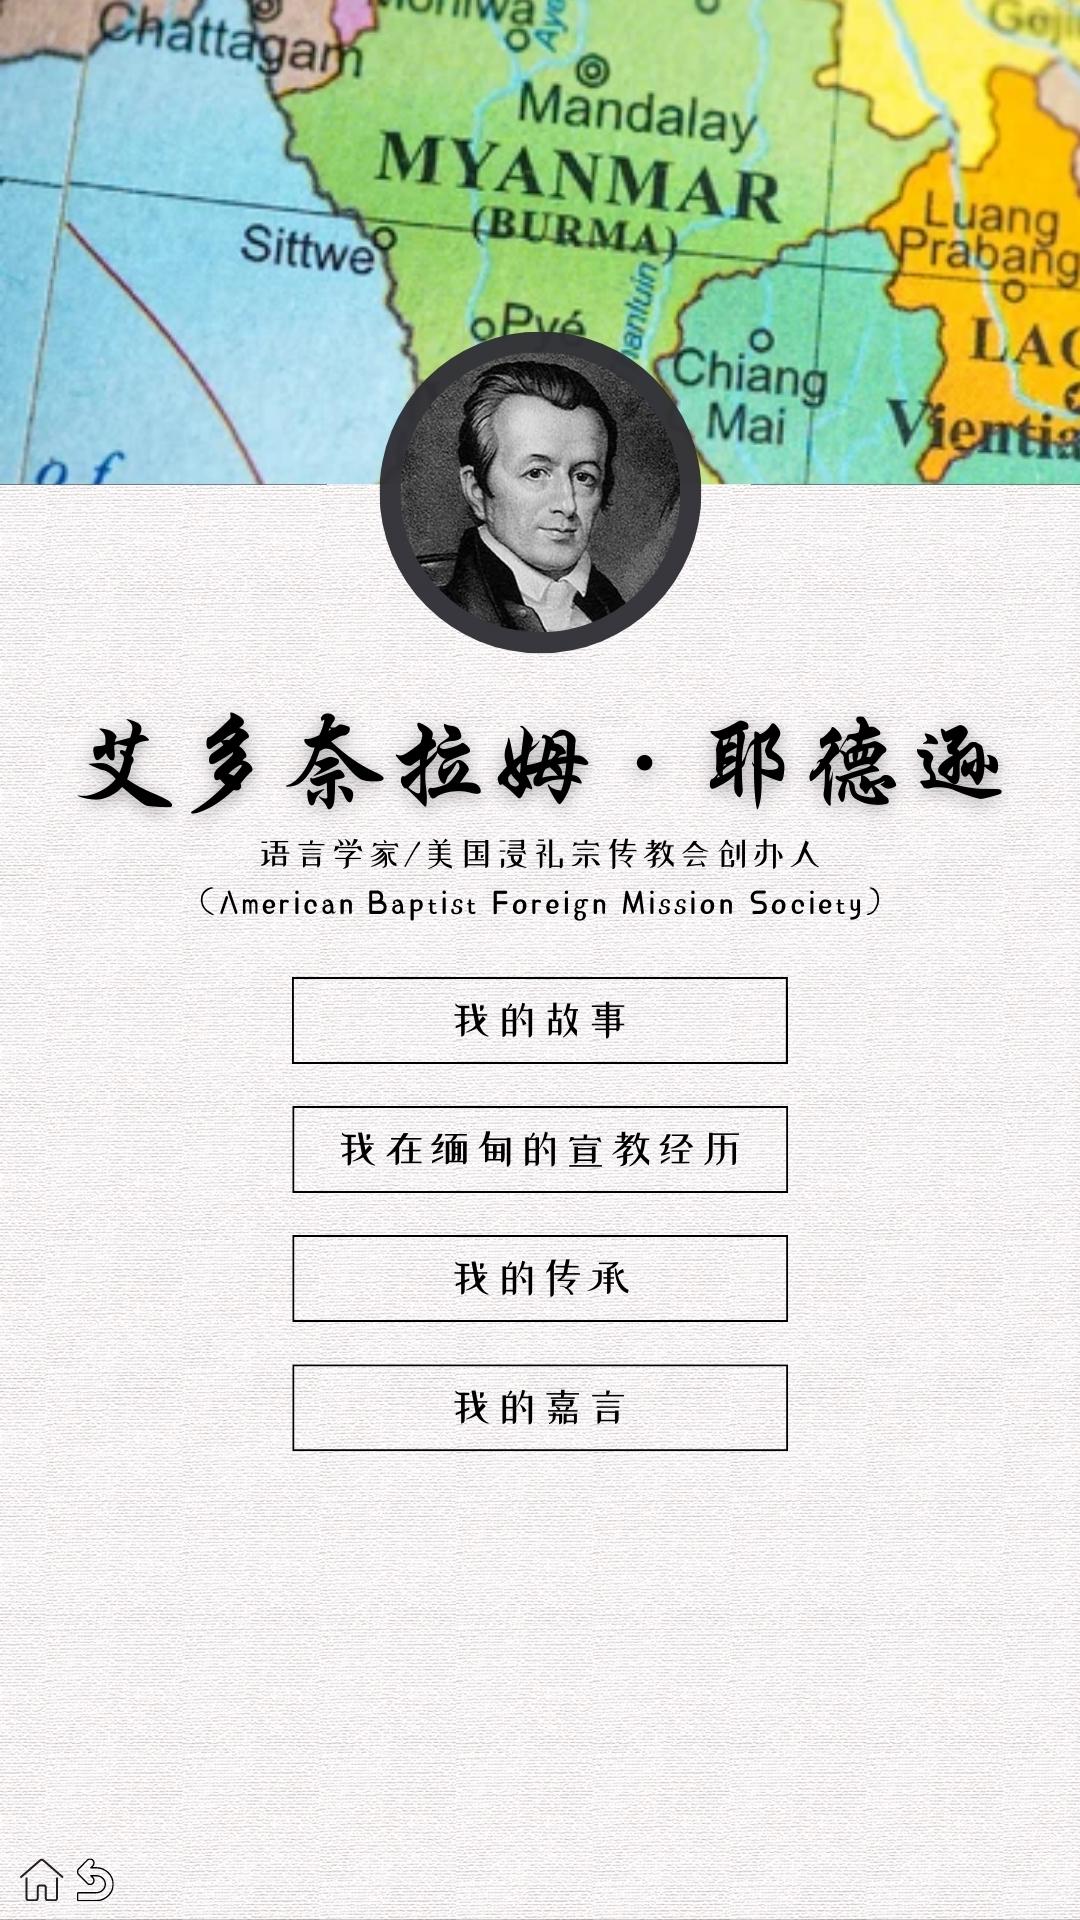 Chattagam
Mandalay
MYANMAR
(BURMA)
Sittwe
Luang
Prabang
Pyé
Chiang
Mai
of
艾多奈拉姆·耶德逊
语言学家/美国浸礼宗传教会创办人
（American Baptist Foreign Mission Society）
我的故事
我在缅甸的宣教经历
我的传承
我的嘉言